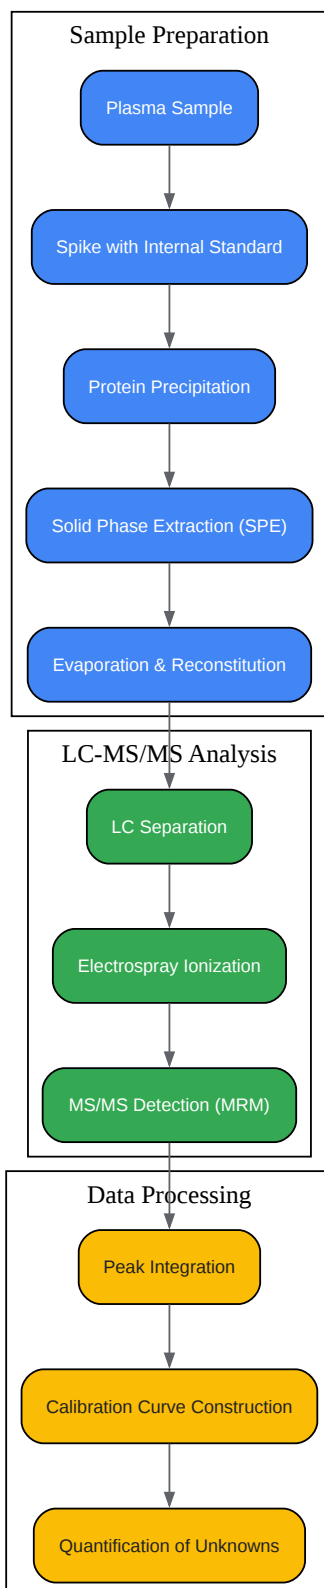 Sample Preparation
Plasma Sample
Spike with Internal Standard
Protein Precipitation
Solid Phase Extraction (SPE)
Evaporation & Reconstitution
LC-MS/MS Analysis
LC Separation
Electrospray Ionization
MS/MS Detection (MRM)
Data Processing
Peak Integration
Calibration Curve Construction
Quantification of Unknowns